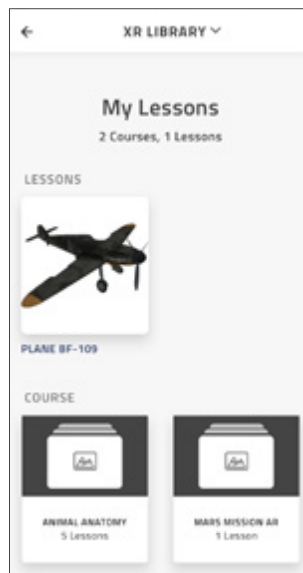 XR LIBRARY
My Lessons
2 Courses, 1 Lessons
LESSONS
PLANE BF-109
COURSE
ANIMAL ANATOMY
5 Lessons
MARS MISSION AR
1 Lesson